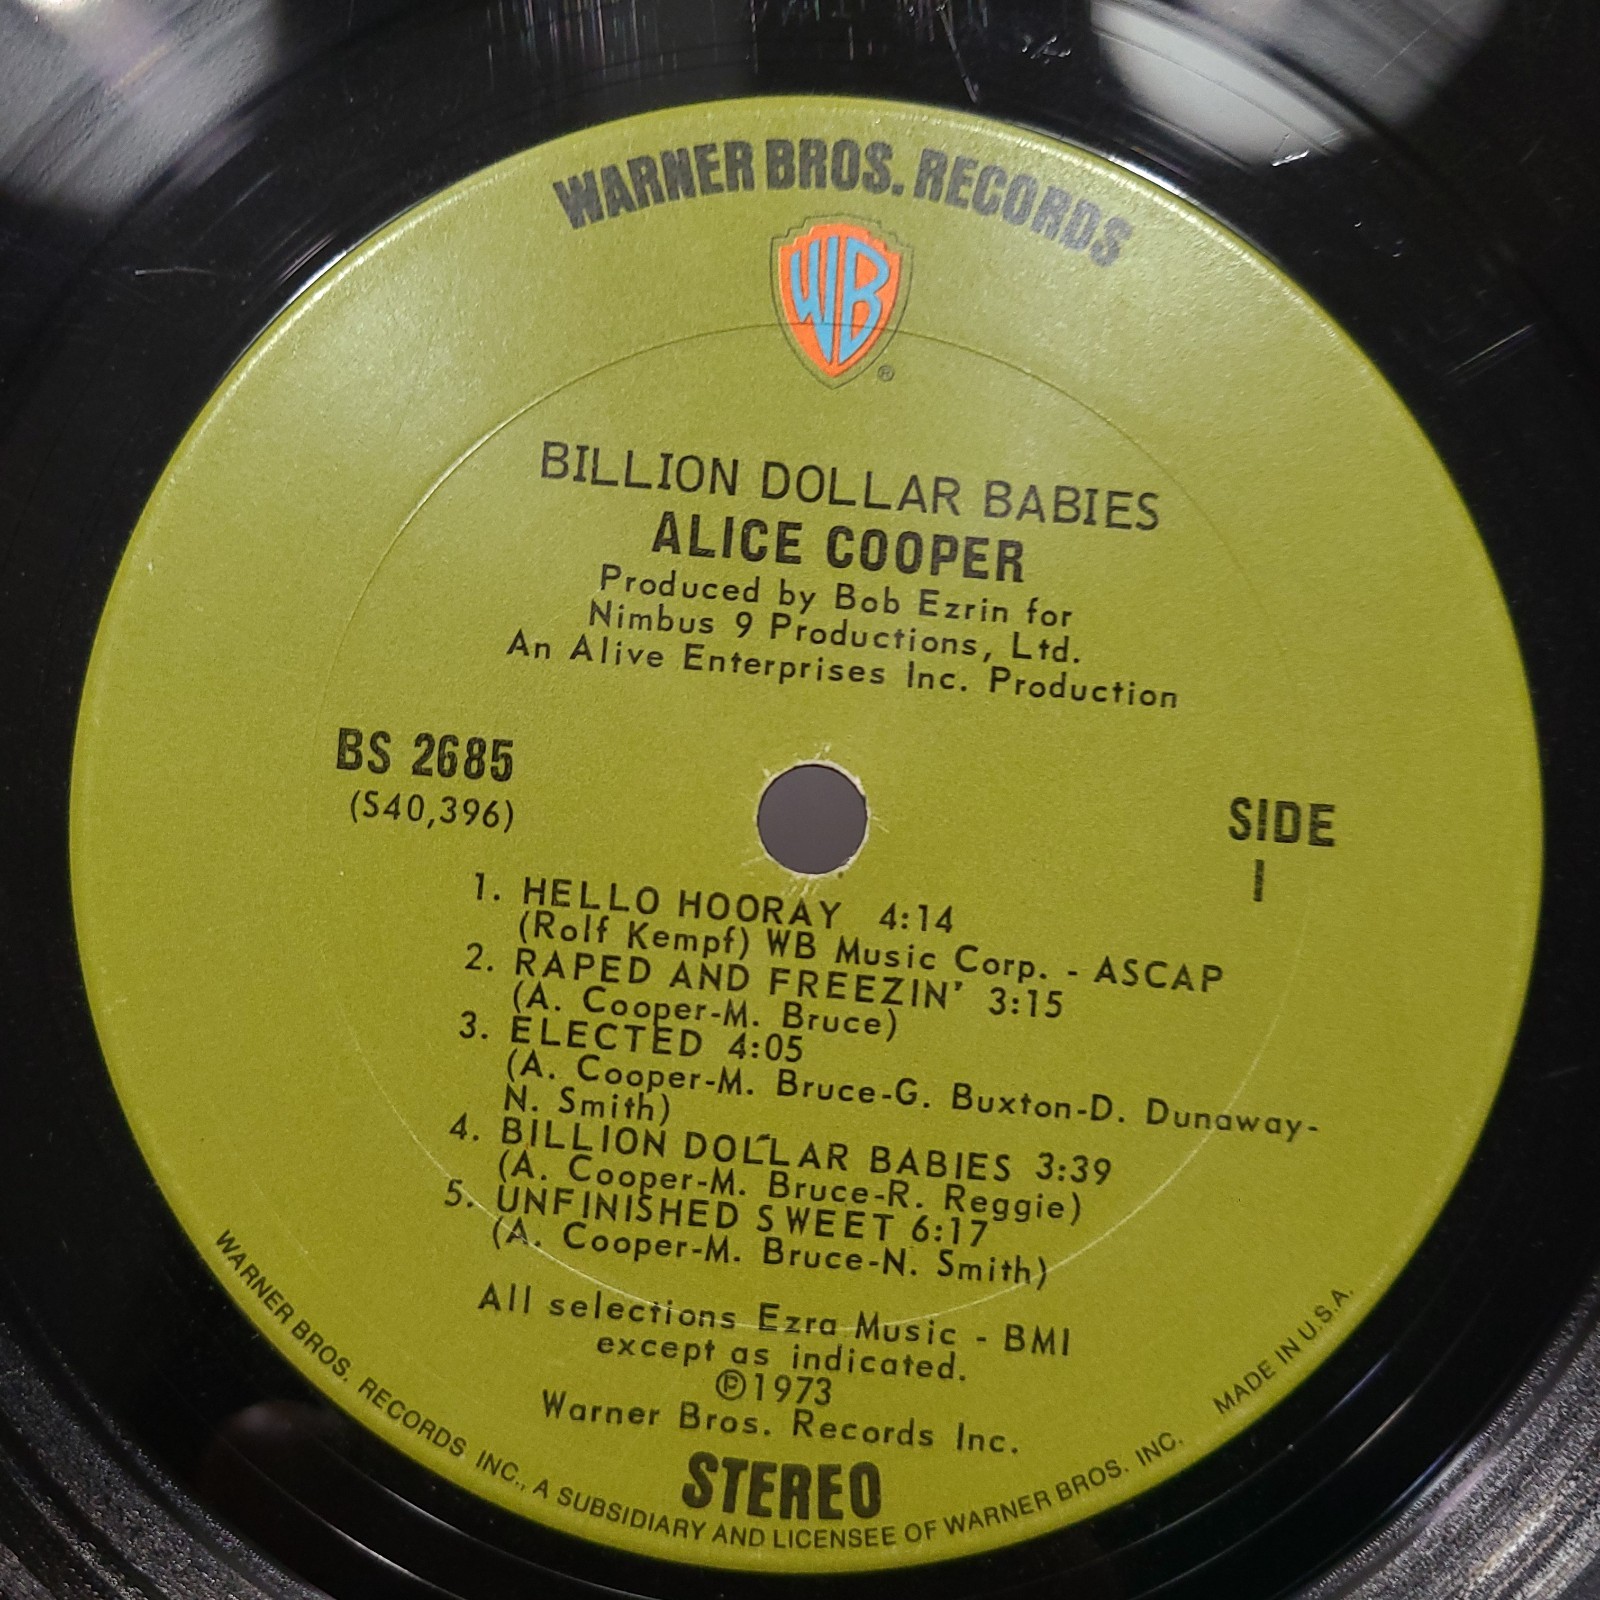 WARNER BROS. RECORDS
WB
®
BILLION DOLLAR BABIES
ALICE COOPER
Produced by Bob Ezrin for
Nimbus 9 Productions, Ltd.
An Alive Enterprises Inc. Production
BS 2685
(S40,396)
SIDE
1
1. HELLO HOORAY 4:14
(Rolf Kempf) WB Music Corp. - ASCAP
2. RAPED AND FREEZIN' 3:15
(A. Cooper-M. Bruce)
3. ELECTED 4:05
(A. Cooper-M. Bruce-G. Buxton-D. Dunaway-
N. Smith)
4. BILLION DOLLAR BABIES 3:39
(A. Cooper-M. Bruce-R. Reggie)
5. UNFINISHED SWEET 6:17
(A. Cooper-M. Bruce-N. Smith)
All selections Ezra Music - BMI
except as indicated.
℗1973
Warner Bros. Records Inc.
STEREO
WARNER BROS. RECORDS INC., A SUBSIDIARY AND LICENSEE OF WARNER BROS. INC. MADE IN U.S.A.